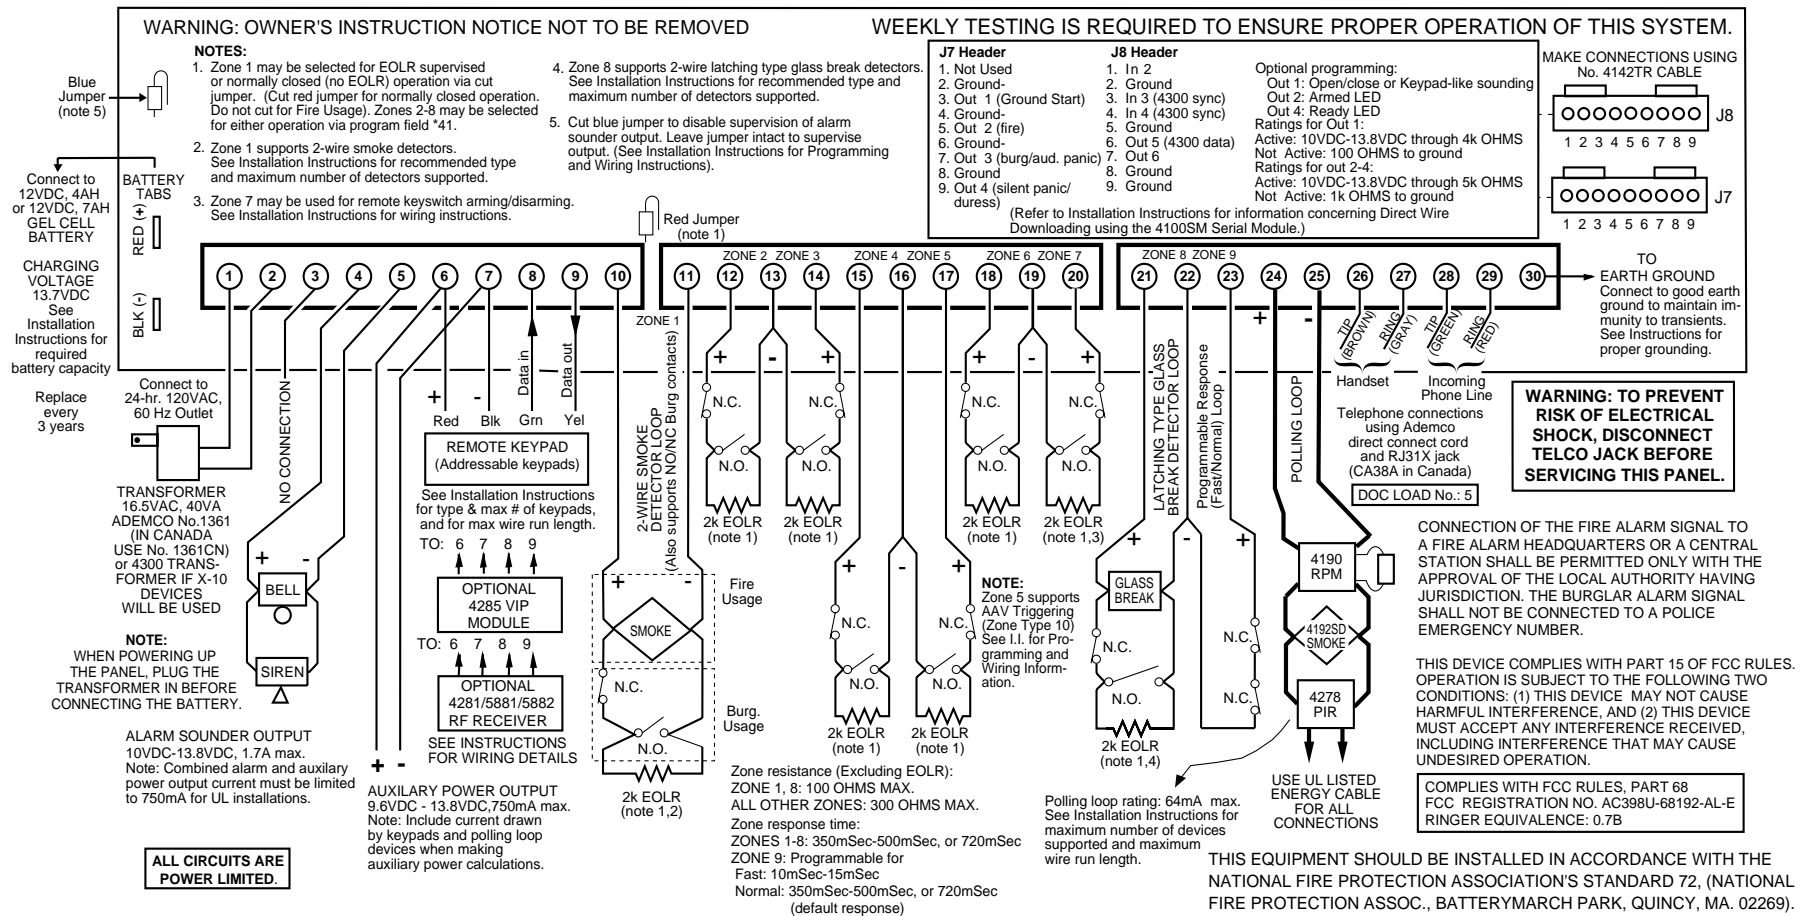 WARNING: OWNER'S INSTRUCTION NOTICE NOT TO BE REMOVED
WEEKLY TESTING IS REQUIRED TO ENSURE PROPER OPERATION OF THIS SYSTEM.
NOTES:
1. Zone 1 may be selected for EOLR supervised
or normally closed (no EOLR) operation via cut
jumper. (Cut red jumper for normally closed operation.
Do not cut for Fire Usage). Zones 2-8 may be selected
for either operation via program field *41.
2. Zone 1 supports 2-wire smoke detectors.
See Installation Instructions for recommended type
and maximum number of detectors supported.
3. Zone 7 may be used for remote keyswitch arming/disarming.
See Installation Instructions for wiring instructions.
4. Zone 8 supports 2-wire latching type glass break detectors.
See Installation Instructions for recommended type and
maximum number of detectors supported.
5. Cut blue jumper to disable supervision of alarm
sounder output. Leave jumper intact to supervise
output. (See Installation Instructions for Programming
and Wiring Instructions).
J7 Header
1. Not Used
2. Ground-
3. Out 1 (Ground Start)
4. Ground-
5. Out 2 (fire)
6. Ground-
7. Out 3 (burg/aud. panic)
8. Ground
9. Out 4 (silent panic/
duress)
J8 Header
1. In 2
2. Ground
3. In 3 (4300 sync)
4. In 4 (4300 sync)
5. Ground
6. Out 5 (4300 data)
7. Out 6
8. Ground
9. Ground
Optional programming:
Out 1: Open/close or Keypad-like sounding
Out 2: Armed LED
Out 4: Ready LED
Ratings for Out 1:
Active: 10VDC-13.8VDC through 4k OHMS
Not Active: 100 OHMS to ground
Ratings for out 2-4:
Active: 10VDC-13.8VDC through 5k OHMS
Not Active: 1k OHMS to ground
(Refer to Installation Instructions for information concerning Direct Wire
Downloading using the 4100SM Serial Module.)
MAKE CONNECTIONS USING
No. 4142TR CABLE
J8
1 2 3 4 5 6 7 8 9
J7
1 2 3 4 5 6 7 8 9
Blue
Jumper
(note 5)
Connect to
12VDC, 4AH
or 12VDC, 7AH
GEL CELL
BATTERY
CHARGING
VOLTAGE
13.7VDC
See
Installation
Instructions for
required
battery capacity
Replace
every
3 years
BATTERY
TABS
RED (+)
BLK (-)
Red Jumper
(note 1)
ZONE 2 ZONE 3 ZONE 4 ZONE 5 ZONE 6 ZONE 7
ZONE 8 ZONE 9
1 2 3 4 5 6 7 8 9 10
11 12 13 14 15 16 17 18 19 20
21 22 23 24 25 26 27 28 29 30
TO
EARTH GROUND
Connect to good earth
ground to maintain im-
munity to transients.
See Instructions for
proper grounding.
ZONE 1
Connect to
24-hr. 120VAC,
60 Hz Outlet
TRANSFORMER
16.5VAC, 40VA
ADEMCO No.1361
(IN CANADA
USE No. 1361CN)
or 4300 TRANS-
FORMER IF X-10
DEVICES
WILL BE USED
NOTE:
WHEN POWERING UP
THE PANEL, PLUG THE
TRANSFORMER IN BEFORE
CONNECTING THE BATTERY.
NO CONNECTION
+ -
BELL
SIREN
ALARM SOUNDER OUTPUT
10VDC-13.8VDC, 1.7A max.
Note: Combined alarm and auxilary
power output current must be limited
to 750mA for UL installations.
ALL CIRCUITS ARE
POWER LIMITED.
+ -
AUXILARY POWER OUTPUT
9.6VDC - 13.8VDC,750mA max.
Note: Include current drawn
by keypads and polling loop
devices when making
auxiliary power calculations.
Data in
Data out
+ -
Red Blk Grn Yel
REMOTE KEYPAD
(Addressable keypads)
See Installation Instructions
for type & max # of keypads,
and for max wire run length.
TO: 6 7 8 9
OPTIONAL
4285 VIP
MODULE
TO: 6 7 8 9
OPTIONAL
4281/5881/5882
RF RECEIVER
SEE INSTRUCTIONS
FOR WIRING DETAILS
2-WIRE SMOKE
DETECTOR LOOP
(Also supports NO/NC Burg contacts)
+ -
Fire
Usage
SMOKE
N.C.
Burg.
Usage
N.O.
2k EOLR
(note 1,2)
+ - +
N.C. N.C.
N.O. N.O.
2k EOLR
(note 1)
2k EOLR
(note 1)
+ - +
N.C. N.C.
N.O. N.O.
2k EOLR
(note 1)
2k EOLR
(note 1)
+ - +
N.C. N.C.
N.O. N.O.
2k EOLR
(note 1)
2k EOLR
(note 1,3)
NOTE:
Zone 5 supports
AAV Triggering
(Zone Type 10)
See I.I. for Pro-
gramming and
Wiring Inform-
ation.
Zone resistance (Excluding EOLR):
ZONE 1, 8: 100 OHMS MAX.
ALL OTHER ZONES: 300 OHMS MAX.
Zone response time:
ZONES 1-8: 350mSec-500mSec, or 720mSec
ZONE 9: Programmable for
Fast: 10mSec-15mSec
Normal: 350mSec-500mSec, or 720mSec
(default response)
LATCHING TYPE GLASS
BREAK DETECTOR LOOP
Programmable Response
(Fast/Normal) Loop
+ - +
GLASS
BREAK
N.C. N.C.
N.O.
2k EOLR
(note 1,4)
Polling loop rating: 64mA max.
See Installation Instructions for
maximum number of devices
supported and maximum
wire run length.
+ -
POLLING LOOP
4190
RPM
4192SD
SMOKE
4278
PIR
USE UL LISTED
ENERGY CABLE
FOR ALL
CONNECTIONS
TIP
(BROWN)
RING
(GRAY)
TIP
(GREEN)
RING
(RED)
Handset
Incoming
Phone Line
Telephone connections
using Ademco
direct connect cord
and RJ31X jack
(CA38A in Canada)
DOC LOAD No.: 5
WARNING: TO PREVENT
RISK OF ELECTRICAL
SHOCK, DISCONNECT
TELCO JACK BEFORE
SERVICING THIS PANEL.
CONNECTION OF THE FIRE ALARM SIGNAL TO
A FIRE ALARM HEADQUARTERS OR A CENTRAL
STATION SHALL BE PERMITTED ONLY WITH THE
APPROVAL OF THE LOCAL AUTHORITY HAVING
JURISDICTION. THE BURGLAR ALARM SIGNAL
SHALL NOT BE CONNECTED TO A POLICE
EMERGENCY NUMBER.
THIS DEVICE COMPLIES WITH PART 15 OF FCC RULES.
OPERATION IS SUBJECT TO THE FOLLOWING TWO
CONDITIONS: (1) THIS DEVICE MAY NOT CAUSE
HARMFUL INTERFERENCE, AND (2) THIS DEVICE
MUST ACCEPT ANY INTERFERENCE RECEIVED,
INCLUDING INTERFERENCE THAT MAY CAUSE
UNDESIRED OPERATION.
COMPLIES WITH FCC RULES, PART 68
FCC REGISTRATION NO. AC398U-68192-AL-E
RINGER EQUIVALENCE: 0.7B
THIS EQUIPMENT SHOULD BE INSTALLED IN ACCORDANCE WITH THE
NATIONAL FIRE PROTECTION ASSOCIATION'S STANDARD 72, (NATIONAL
FIRE PROTECTION ASSOC., BATTERYMARCH PARK, QUINCY, MA. 02269).